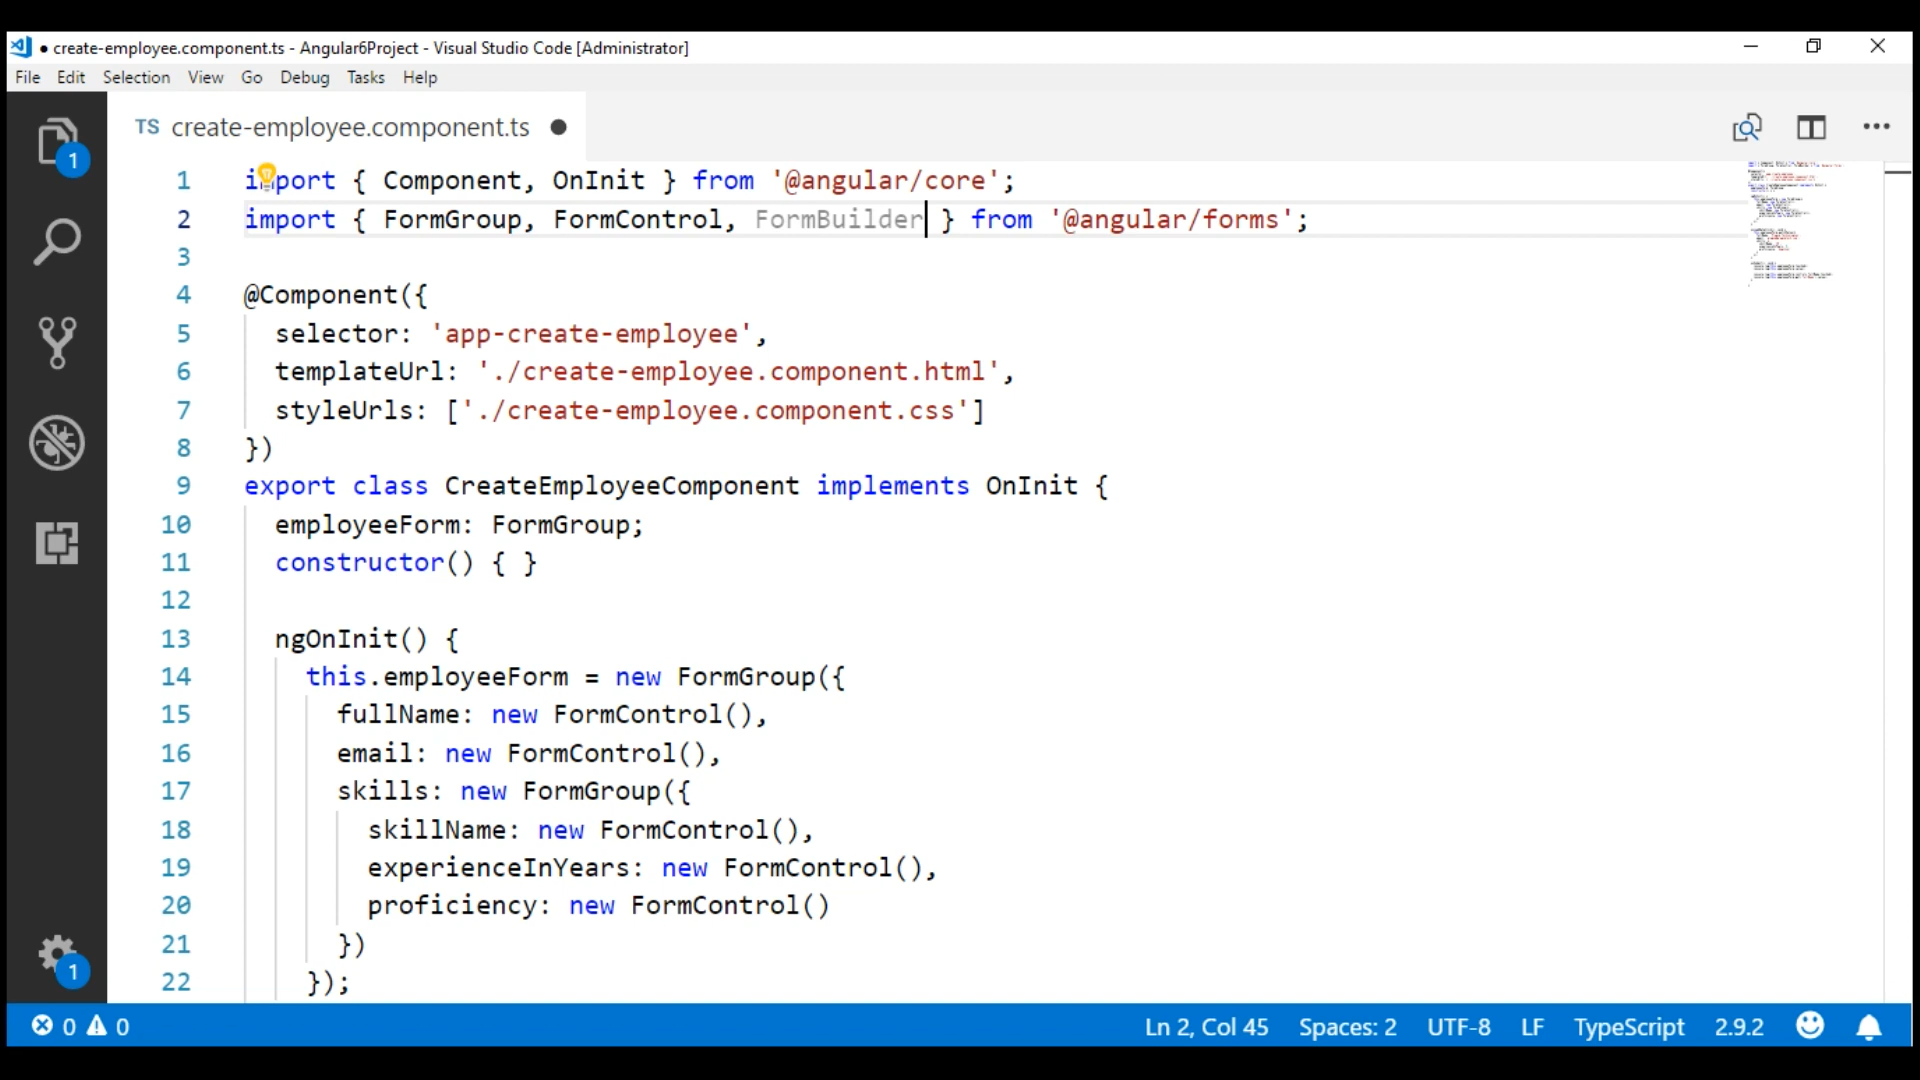 create-employee.component.ts - Angular6Project - Visual Studio Code [Administrator]
File Edit Selection View Go Debug Tasks Help
TS create-employee.component.ts
1 import { Component, OnInit } from '@angular/core';
2 import { FormGroup, FormControl, FormBuilder } from '@angular/forms';
3
4 @Component({
5 selector: 'app-create-employee',
6 templateUrl: './create-employee.component.html',
7 styleUrls: ['./create-employee.component.css']
8 })
9 export class CreateEmployeeComponent implements OnInit {
10 employeeForm: FormGroup;
11 constructor() { }
12
13 ngOnInit() {
14 this.employeeForm = new FormGroup({
15 fullName: new FormControl(),
16 email: new FormControl(),
17 skills: new FormGroup({
18 skillName: new FormControl(),
19 experienceInYears: new FormControl(),
20 proficiency: new FormControl()
21 })
22 });
1
1
0 0 Ln 2, Col 45 Spaces: 2 UTF-8 LF TypeScript 2.9.2